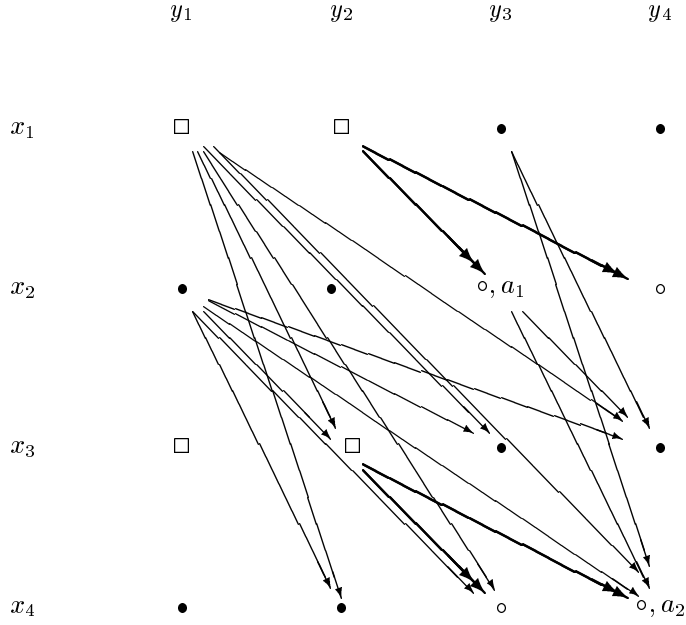 y₁ y₂ y₃ y₄
x₁
x₂ , a₁
x₃
x₄ , a₂